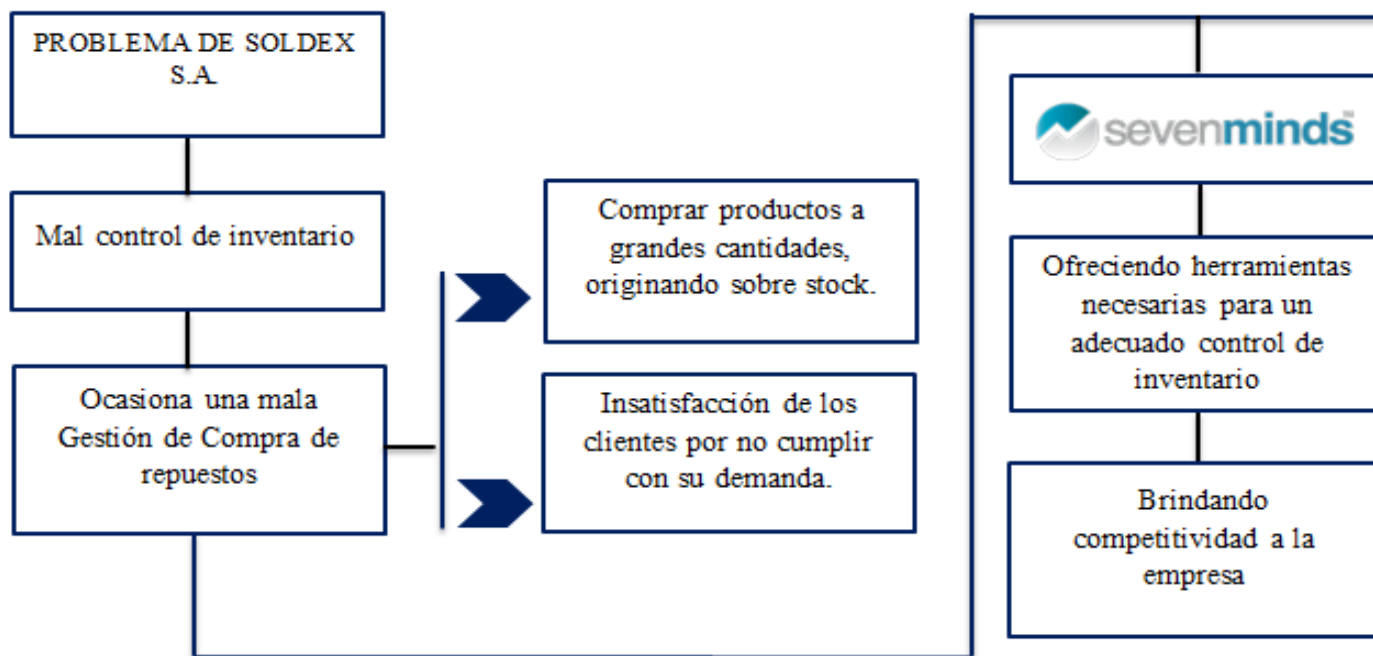 PROBLEMA DE SOLDEX
S.A.
Mal control de inventario
Ocasiona una mala
Gestión de Compra de
repuestos
Comprar productos a
grandes cantidades,
originando sobre stock.
Insatisfacción de los
clientes por no cumplir
con su demanda.
sevenminds
Ofreciendo herramientas
necesarias para un
adecuado control de
inventario
Brindando
competitividad a la
empresa